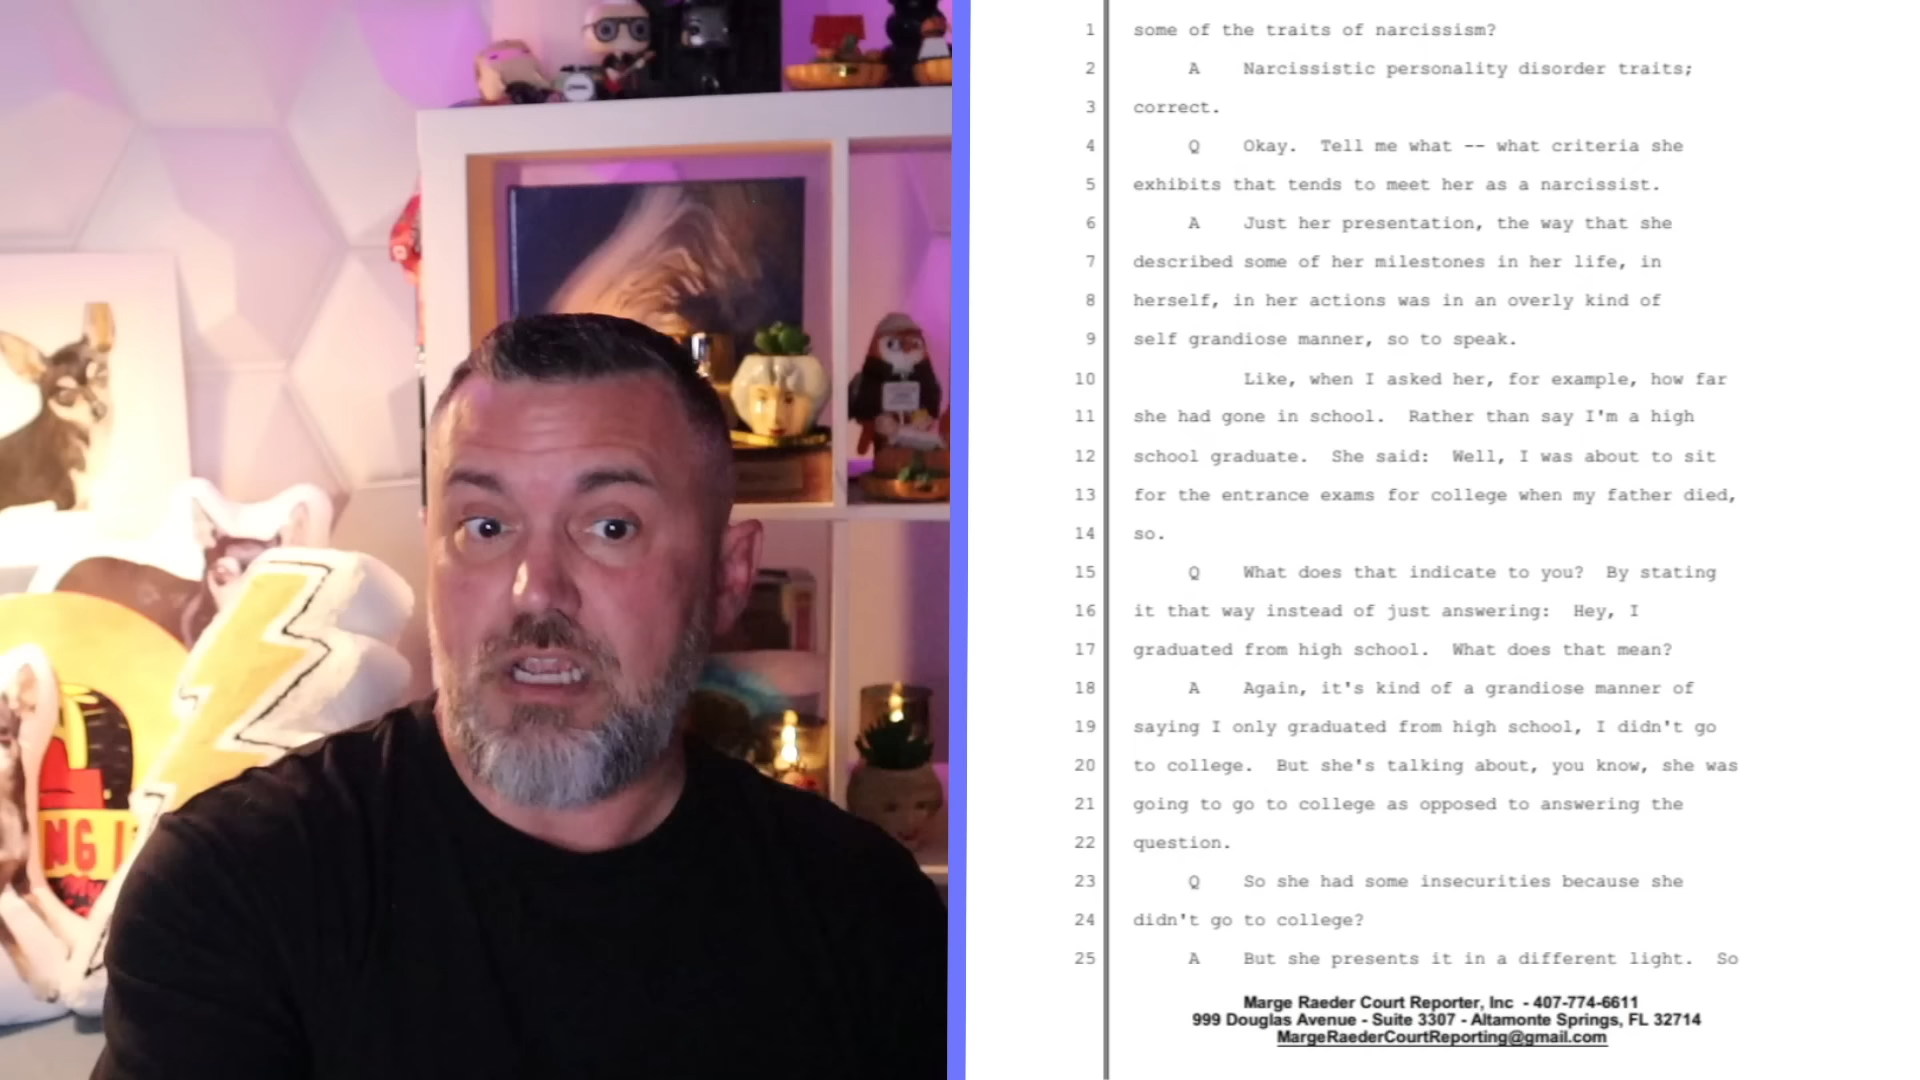 NG I
1 some of the traits of narcissism?
2 A Narcissistic personality disorder traits;
3 correct.
4 Q Okay. Tell me what -- what criteria she
5 exhibits that tends to meet her as a narcissist.
6 A Just her presentation, the way that she
7 described some of her milestones in her life, in
8 herself, in her actions was in an overly kind of
9 self grandiose manner, so to speak.
10 Like, when I asked her, for example, how far
11 she had gone in school. Rather than say I'm a high
12 school graduate. She said: Well, I was about to sit
13 for the entrance exams for college when my father died,
14 so.
15 Q What does that indicate to you? By stating
16 it that way instead of just answering: Hey, I
17 graduated from high school. What does that mean?
18 A Again, it's kind of a grandiose manner of
19 saying I only graduated from high school, I didn't go
20 to college. But she's talking about, you know, she was
21 going to go to college as opposed to answering the
22 question.
23 Q So she had some insecurities because she
24 didn't go to college?
25 A But she presents it in a different light. So
Marge Raeder Court Reporter, Inc - 407-774-6611
999 Douglas Avenue - Suite 3307 - Altamonte Springs, FL 32714
MargeRaederCourtReporting@gmail.com